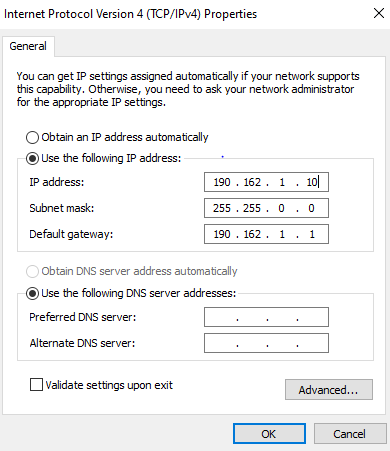 Internet Protocol Version 4 (TCP/IPv4) Properties
General
You can get IP settings assigned automatically if your network supports
this capability. Otherwise, you need to ask your network administrator
for the appropriate IP settings.
Obtain an IP address automatically
Use the following IP address:
IP address: 190 . 162 . 1 . 10
Subnet mask: 255 . 255 . 0 . 0
Default gateway: 190 . 162 . 1 . 1
Obtain DNS server address automatically
Use the following DNS server addresses:
Preferred DNS server: . . .
Alternate DNS server: . . .
Validate settings upon exit
Advanced...
OK
Cancel